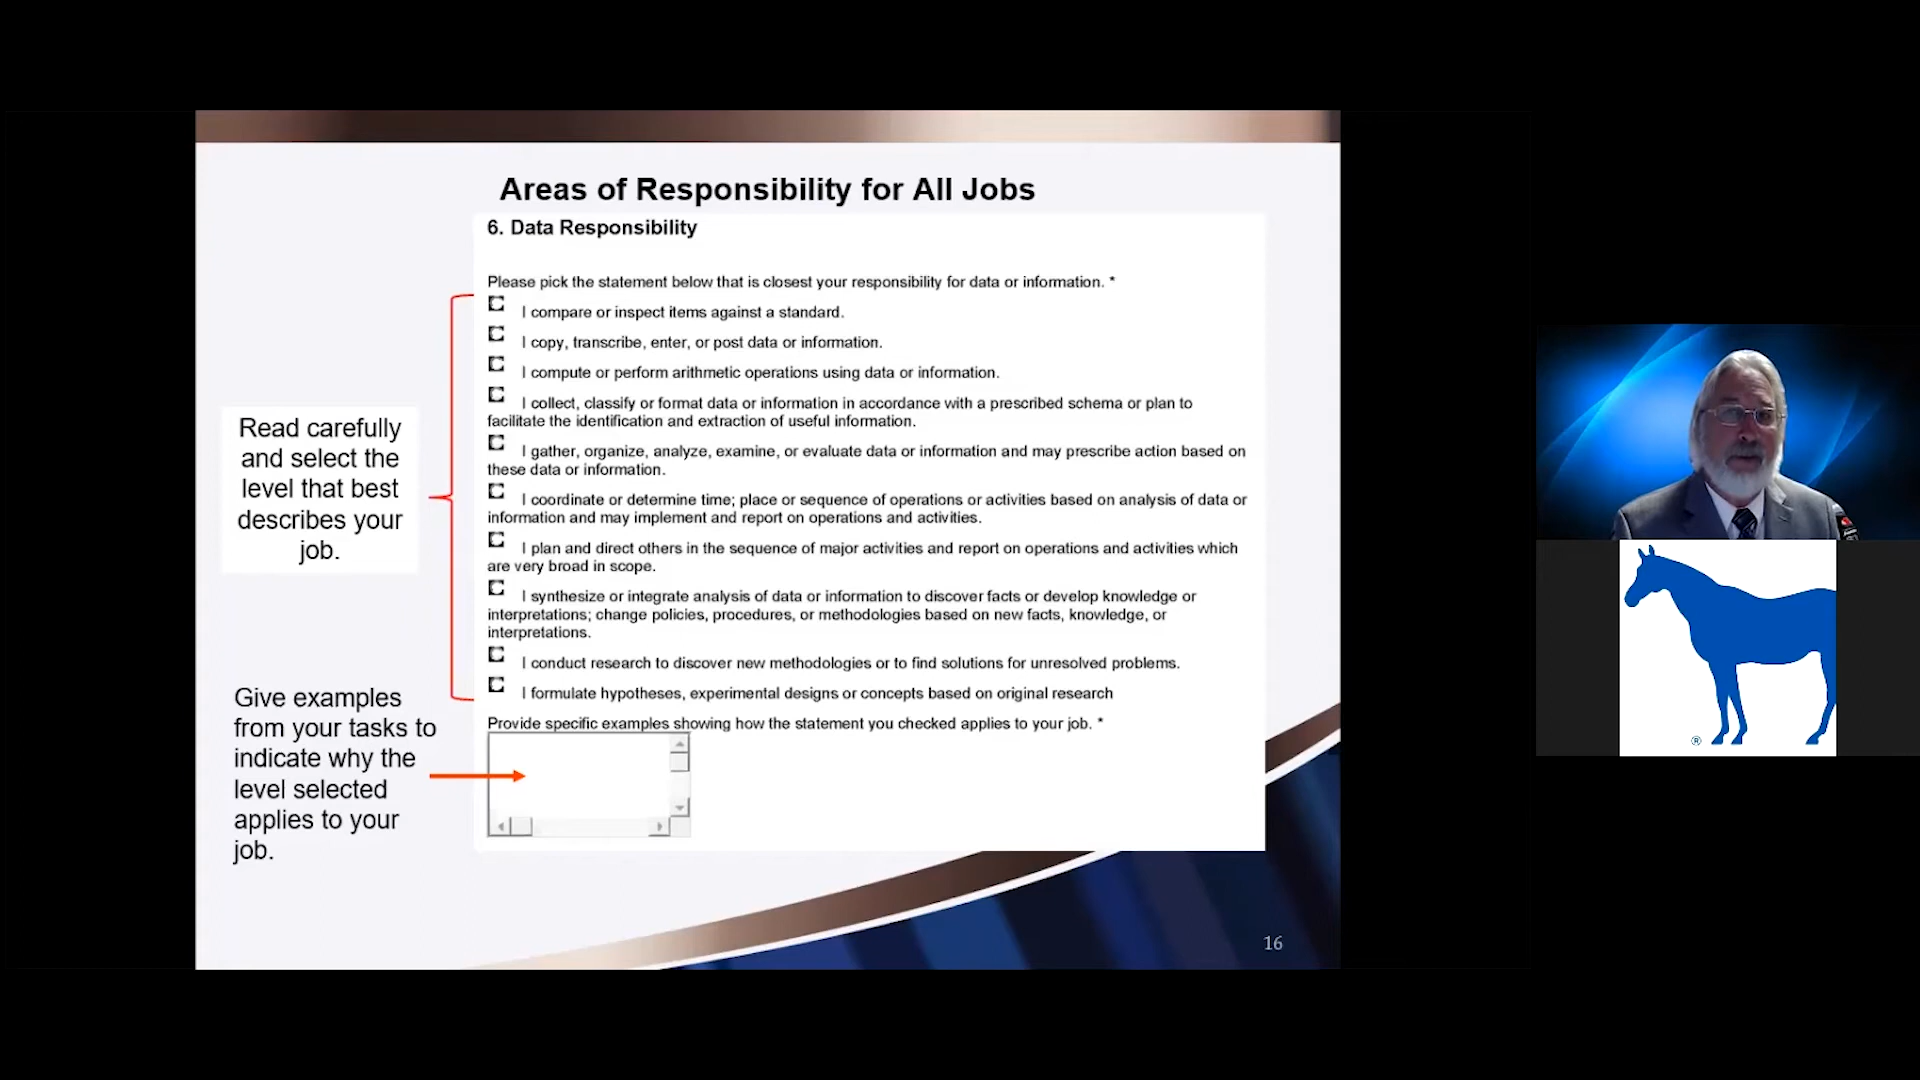 Areas of Responsibility for All Jobs
6. Data Responsibility
Please pick the statement below that is closest your responsibility for data or information. *
I compare or inspect items against a standard.
I copy, transcribe, enter, or post data or information.
I compute or perform arithmetic operations using data or information.
I collect, classify or format data or information in accordance with a prescribed schema or plan to
facilitate the identification and extraction of useful information.
I gather, organize, analyze, examine, or evaluate data or information and may prescribe action based on
these data or information.
I coordinate or determine time; place or sequence of operations or activities based on analysis of data or
information and may implement and report on operations and activities.
I plan and direct others in the sequence of major activities and report on operations and activities which
are very broad in scope.
I synthesize or integrate analysis of data or information to discover facts or develop knowledge or
interpretations; change policies, procedures, or methodologies based on new facts, knowledge, or
interpretations.
I conduct research to discover new methodologies or to find solutions for unresolved problems.
I formulate hypotheses, experimental designs or concepts based on original research
Provide specific examples showing how the statement you checked applies to your job. *
Read carefully
and select the
level that best
describes your
job.
Give examples
from your tasks to
indicate why the
level selected
applies to your
job.
16
®